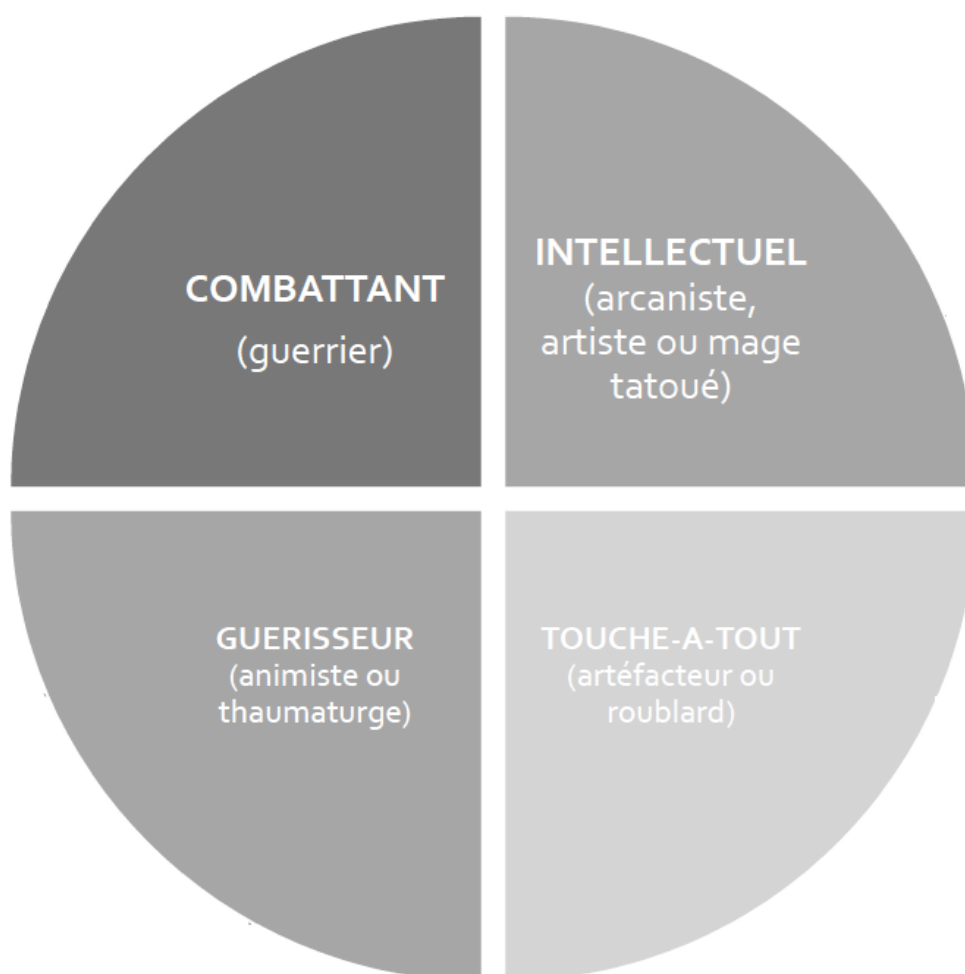 COMBATTANT
(guerrier)
INTELLECTUEL
(arcaniste,
artiste ou mage
tatoué)
GUERISSEUR
(animiste ou
thaumaturge)
TOUCHE-A-TOUT
(artéfacteur ou
roublard)